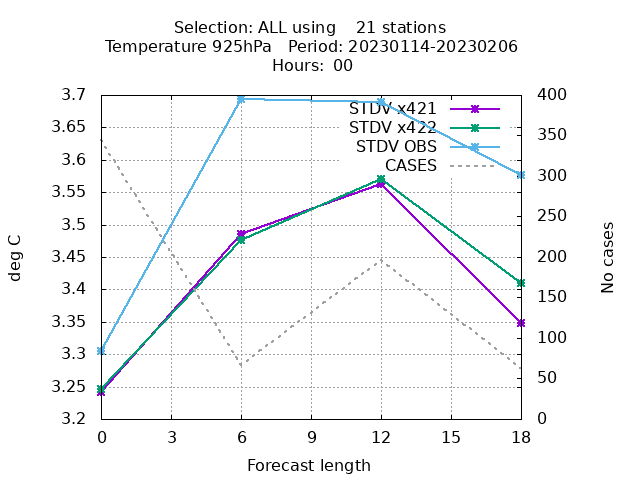 Selection: ALL using    21 stations
Temperature 925hPa   Period: 20230114-20230206
Hours:  00
STDV x421
STDV x422
STDV OBS
CASES
3.7
3.65
3.6
3.55
3.5
3.45
3.4
3.35
3.3
3.25
3.2
400
350
300
250
200
150
100
50
0
deg C
No cases
0 3 6 9 12 15 18
Forecast length